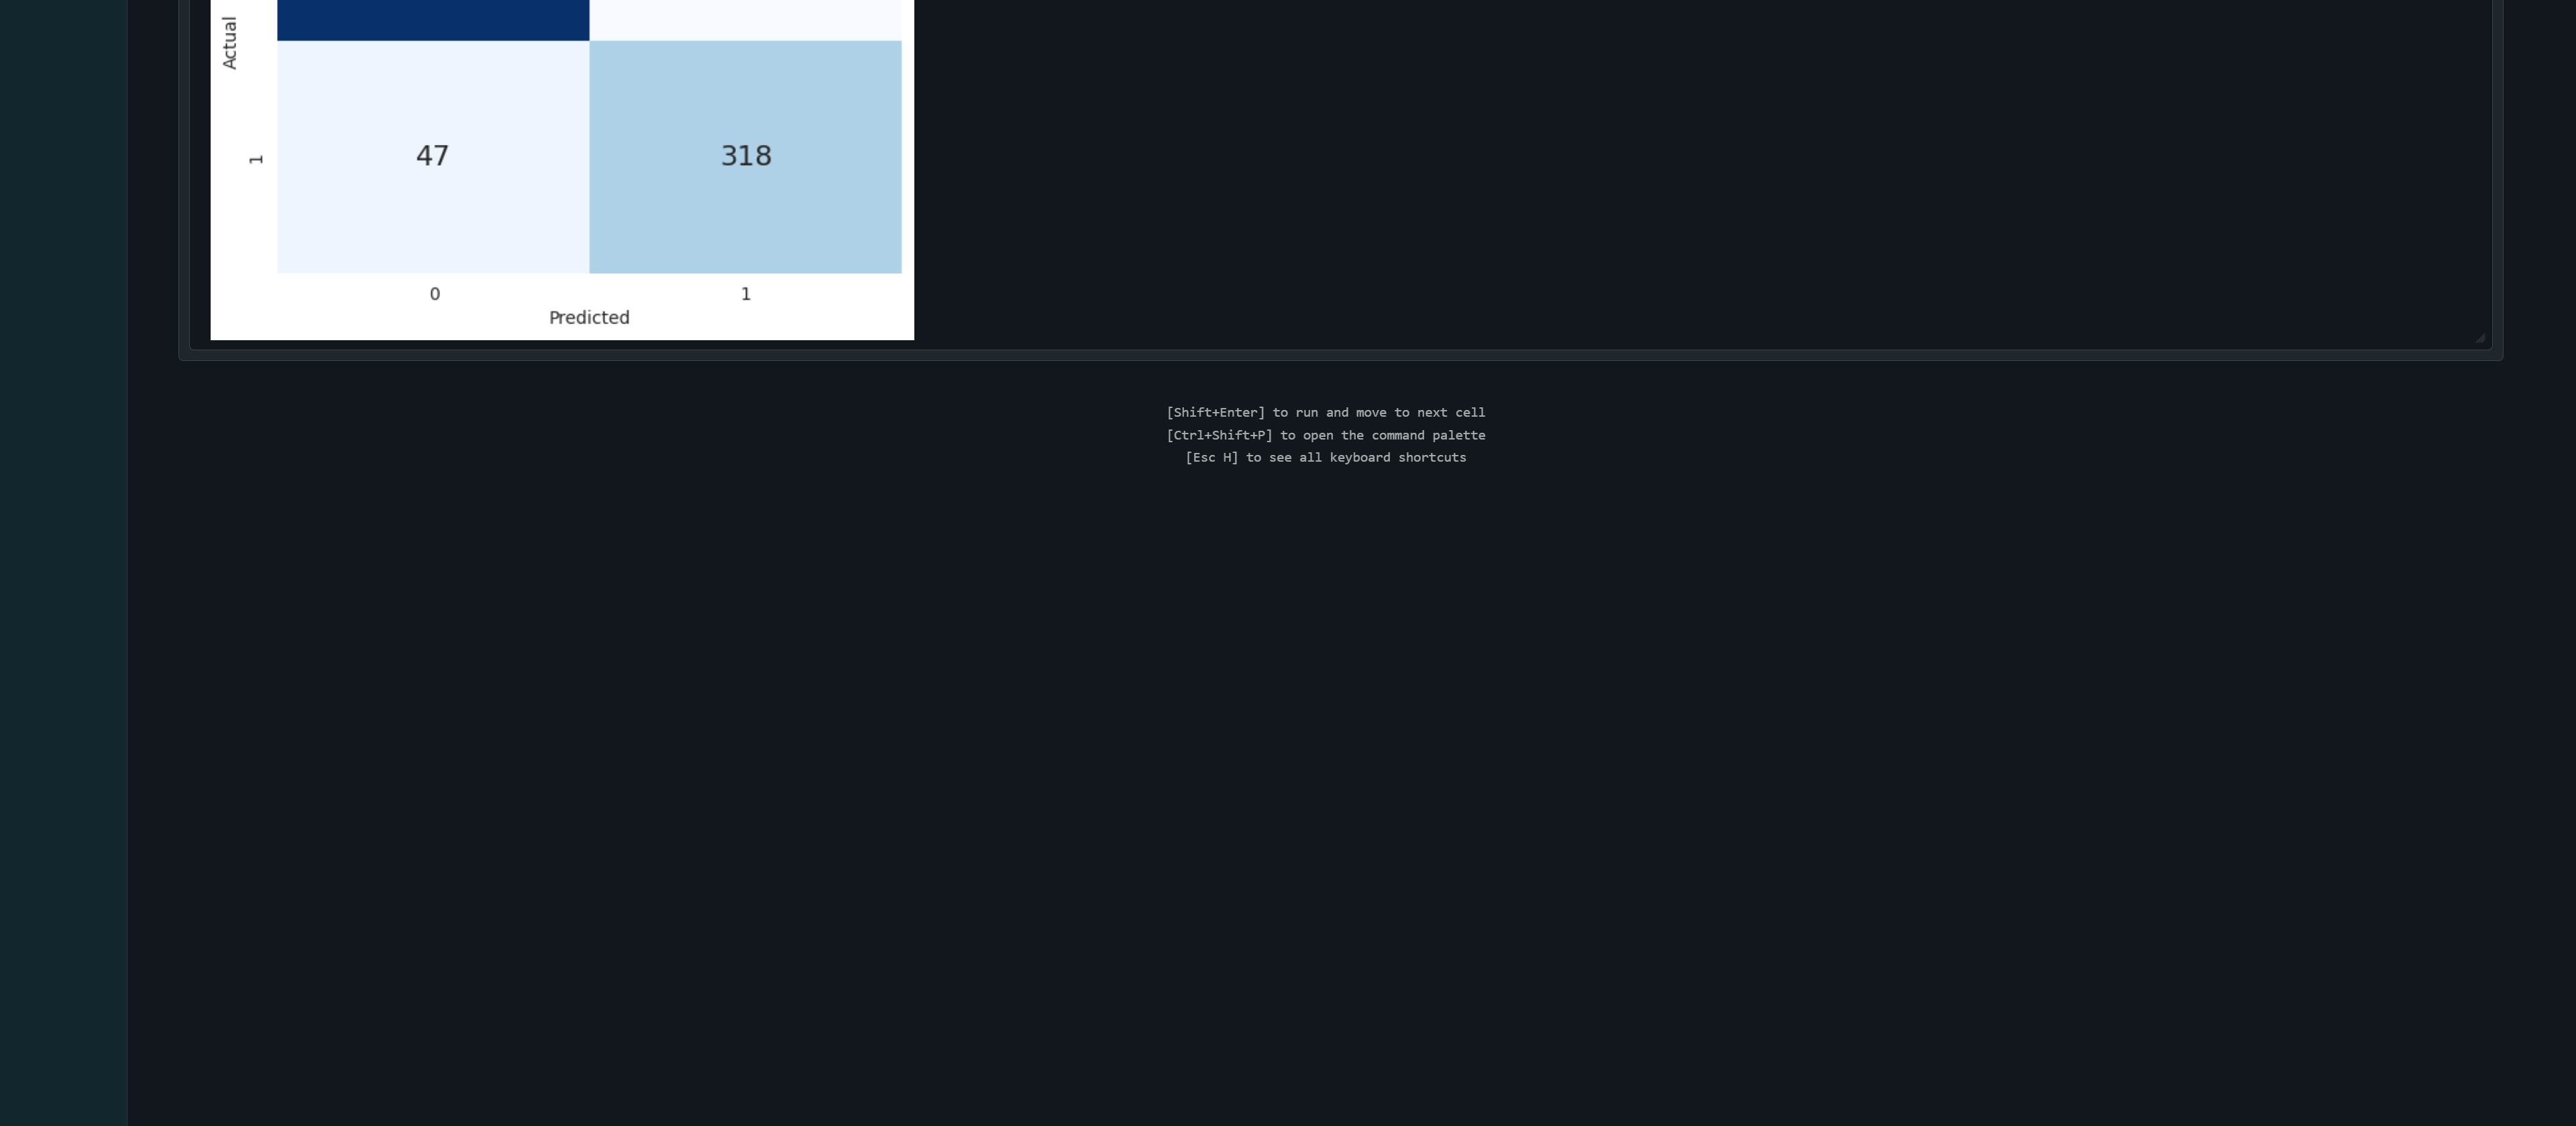 Actual
1
47 318
0 1
Predicted
[Shift+Enter] to run and move to next cell
[Ctrl+Shift+P] to open the command palette
[Esc H] to see all keyboard shortcuts